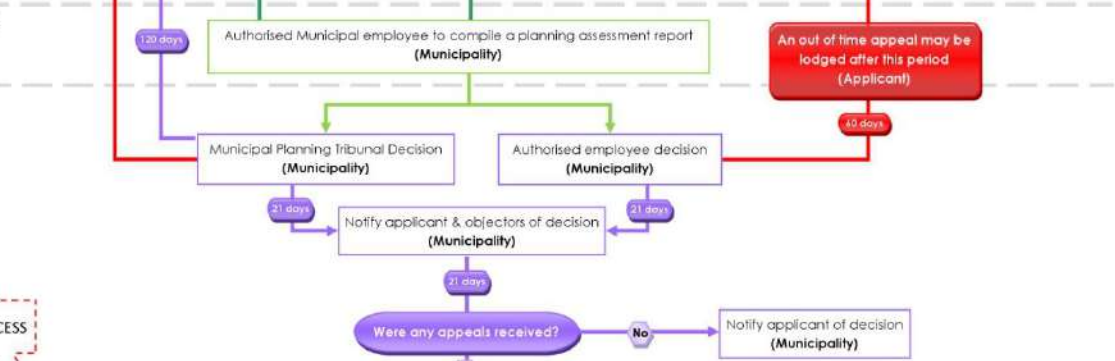 120 days
Authorised Municipal employee to compile a planning assessment report
(Municipality)
An out of time appeal may be
lodged after this period
(Applicant)
60 days
Municipal Planning Tribunal Decision
(Municipality)
Authorised employee decision
(Municipality)
21 days
21 days
Notify applicant & objectors of decision
(Municipality)
21 days
CESS
Were any appeals received?
No
Notify applicant of decision
(Municipality)